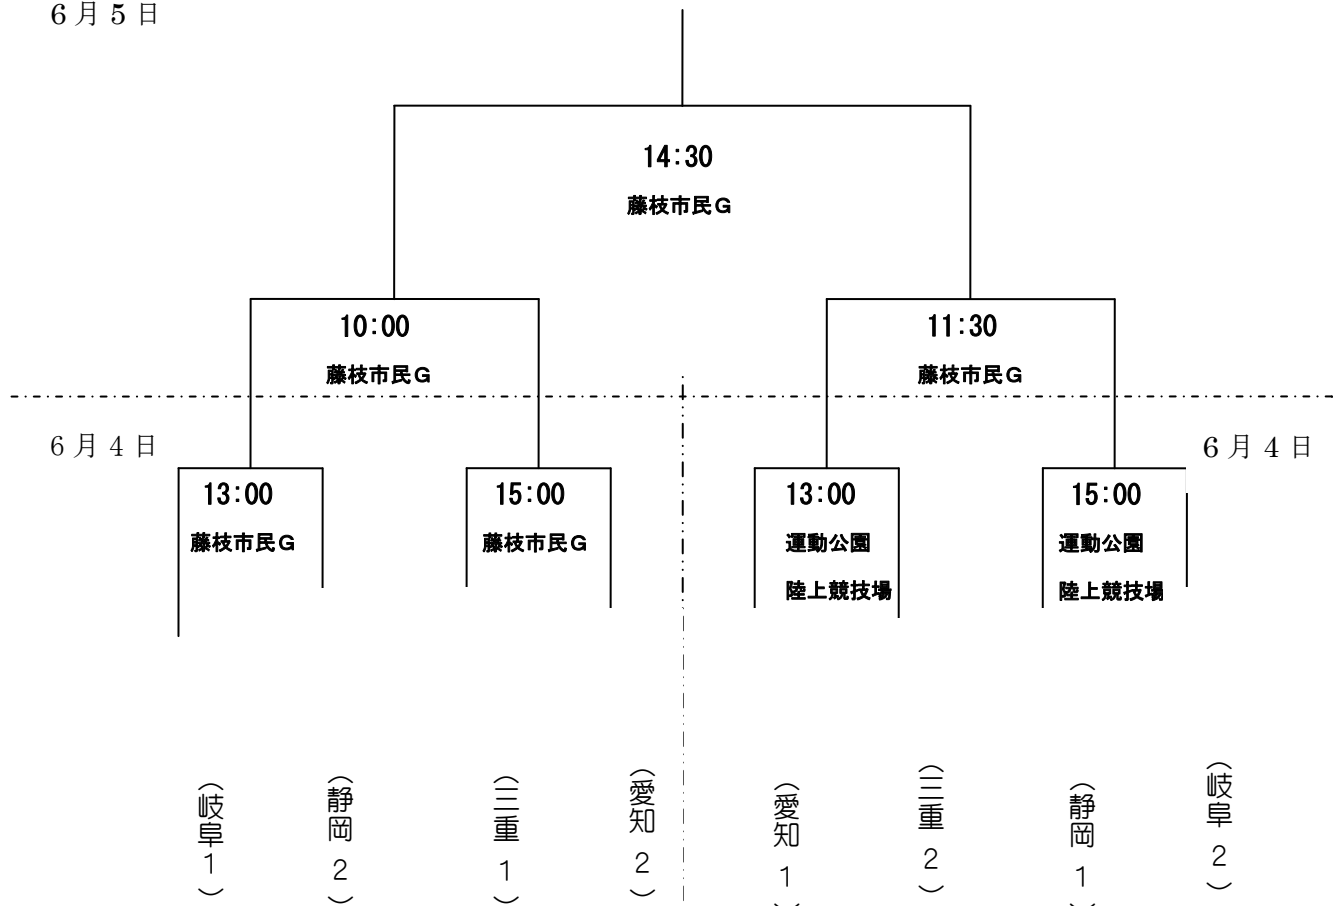 6月5日
14:30
藤枝市民G
10:00
藤枝市民G
11:30
藤枝市民G
6月4日
6月4日
13:00
藤枝市民G
15:00
藤枝市民G
13:00
運動公園
陸上競技場
15:00
運動公園
陸上競技場
（岐阜1）
（静岡2）
（三重1）
（愛知2）
（愛知1）
（三重2）
（静岡1）
（岐阜2）